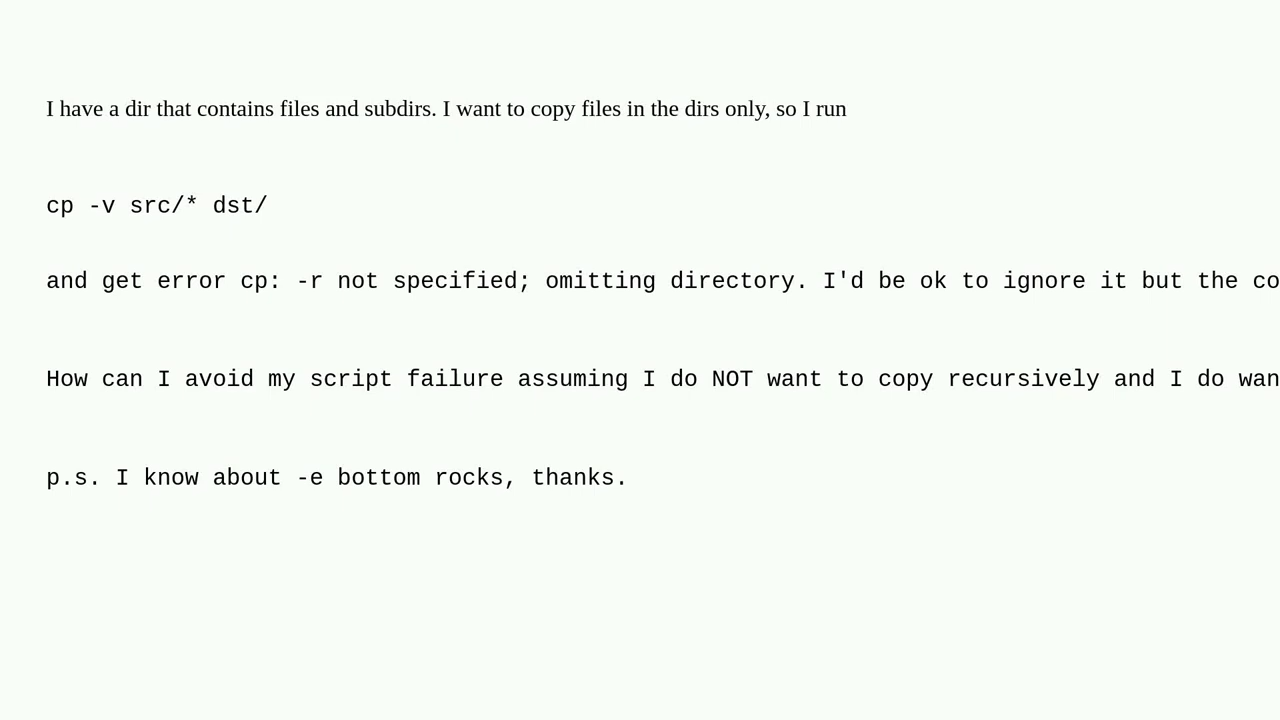 I have a dir that contains files and subdirs. I want to copy files in the dirs only, so I run
cp -v src/* dst/
and get error cp: -r not specified; omitting directory. I'd be ok to ignore it but the co
How can I avoid my script failure assuming I do NOT want to copy recursively and I do wan
p.s. I know about -e bottom rocks, thanks.